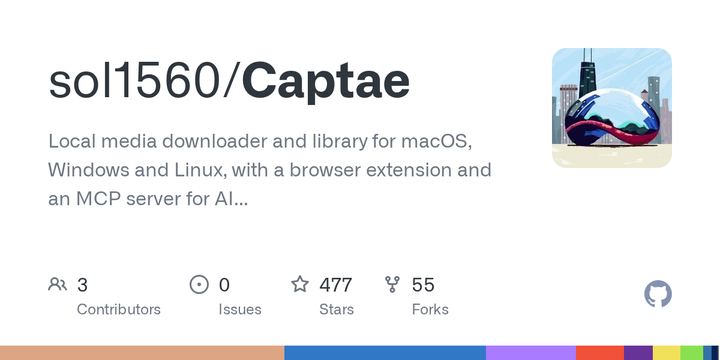 sol1560/Captae
Local media downloader and library for macOS,
Windows and Linux, with a browser extension and
an MCP server for AI...
3
Contributors
0
Issues
477
Stars
55
Forks